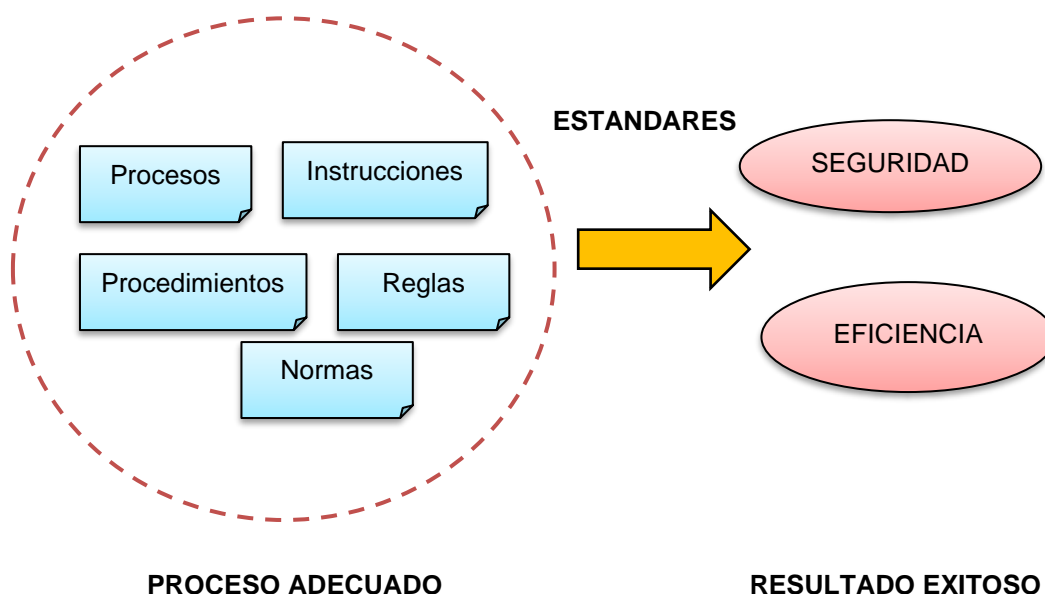 ESTANDARES
Procesos
Instrucciones
SEGURIDAD
Procedimientos
Reglas
EFICIENCIA
Normas
PROCESO ADECUADO
RESULTADO EXITOSO